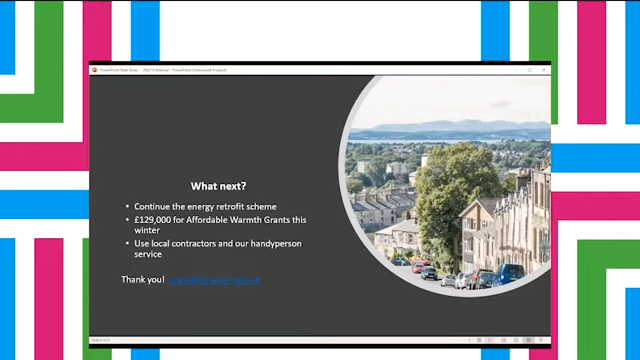 What next?
• Continue the energy retrofit scheme
• £129,000 for Affordable Warmth Grants this
winter
• Use local contractors and our handyperson
service
Thank you!